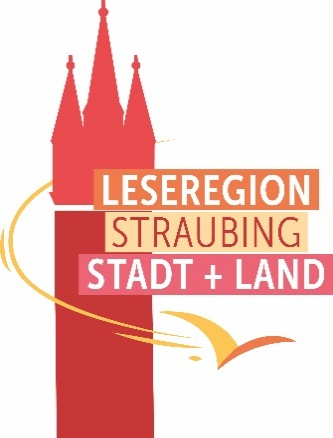 LESEREGION
STRAUBING
STADT + LAND